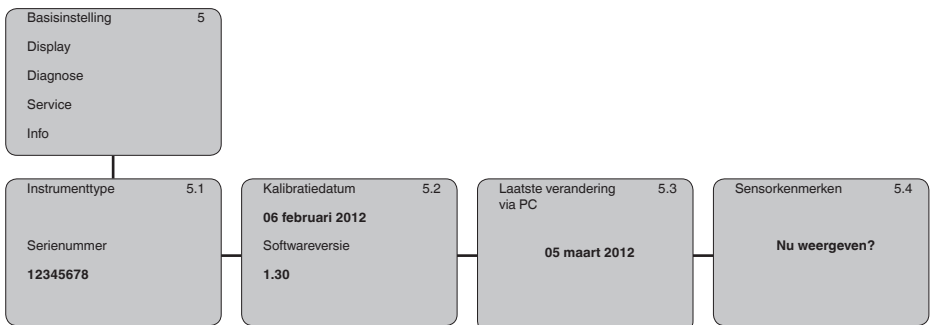 Basisinstelling 5
Display
Diagnose
Service
Info
Instrumenttype 5.1
Serienummer
12345678
Kalibratiedatum 5.2
06 februari 2012
Softwareversie
1.30
Laatste verandering 5.3
via PC
05 maart 2012
Sensorkenmerken 5.4
Nu weergeven?